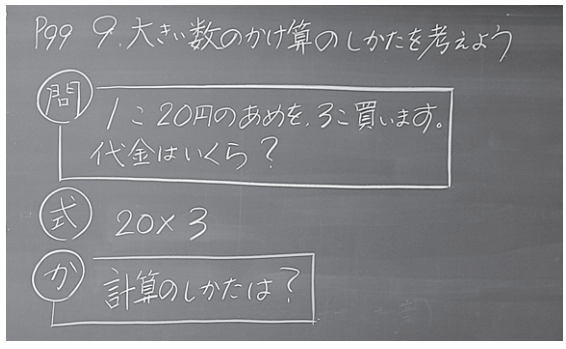 P99 9.大きい数のかけ算のしかたを考えよう
問 1こ20円のあめを,3こ買います。
代金はいくら?
式 20×3
か 計算のしかたは?